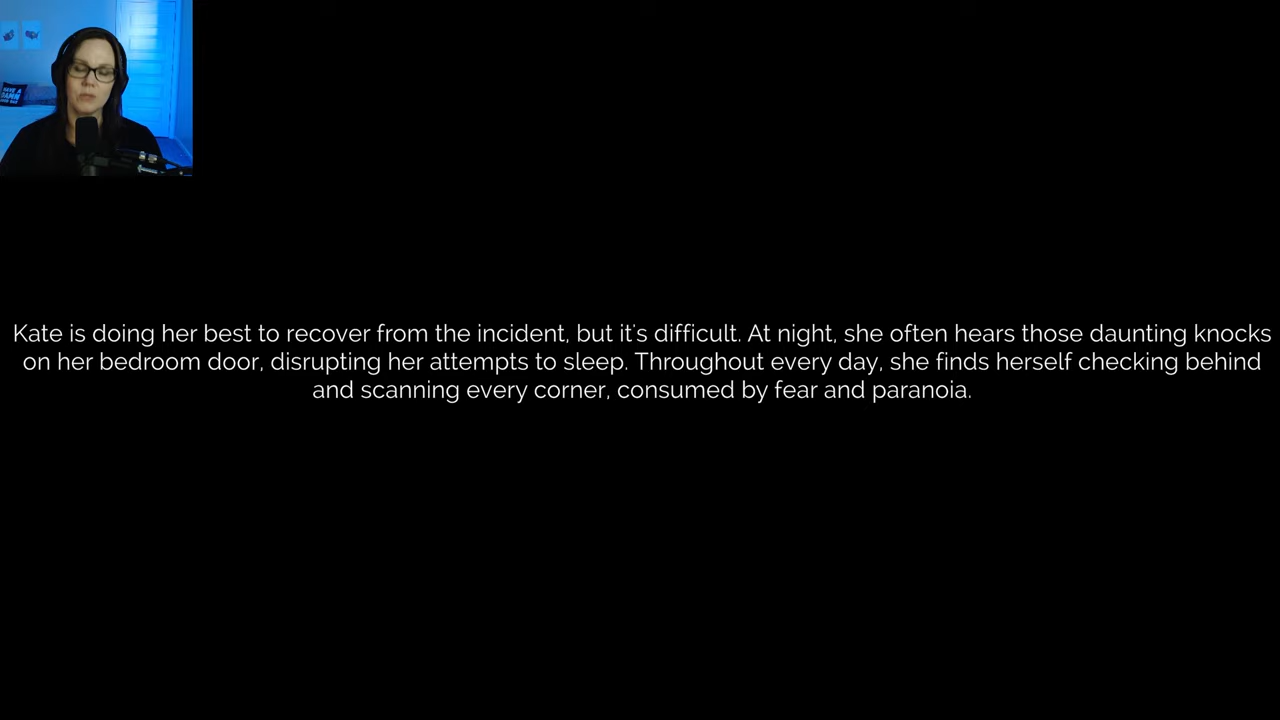 HAVE A
DAMN
Kate is doing her best to recover from the incident, but it's difficult. At night, she often hears those daunting knocks
on her bedroom door, disrupting her attempts to sleep. Throughout every day, she finds herself checking behind
and scanning every corner, consumed by fear and paranoia.